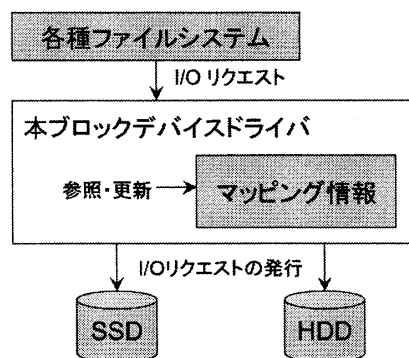 各種ファイルシステム
I/O リクエスト
本ブロックデバイスドライバ
参照・更新
マッピング情報
I/Oリクエストの発行
SSD
HDD